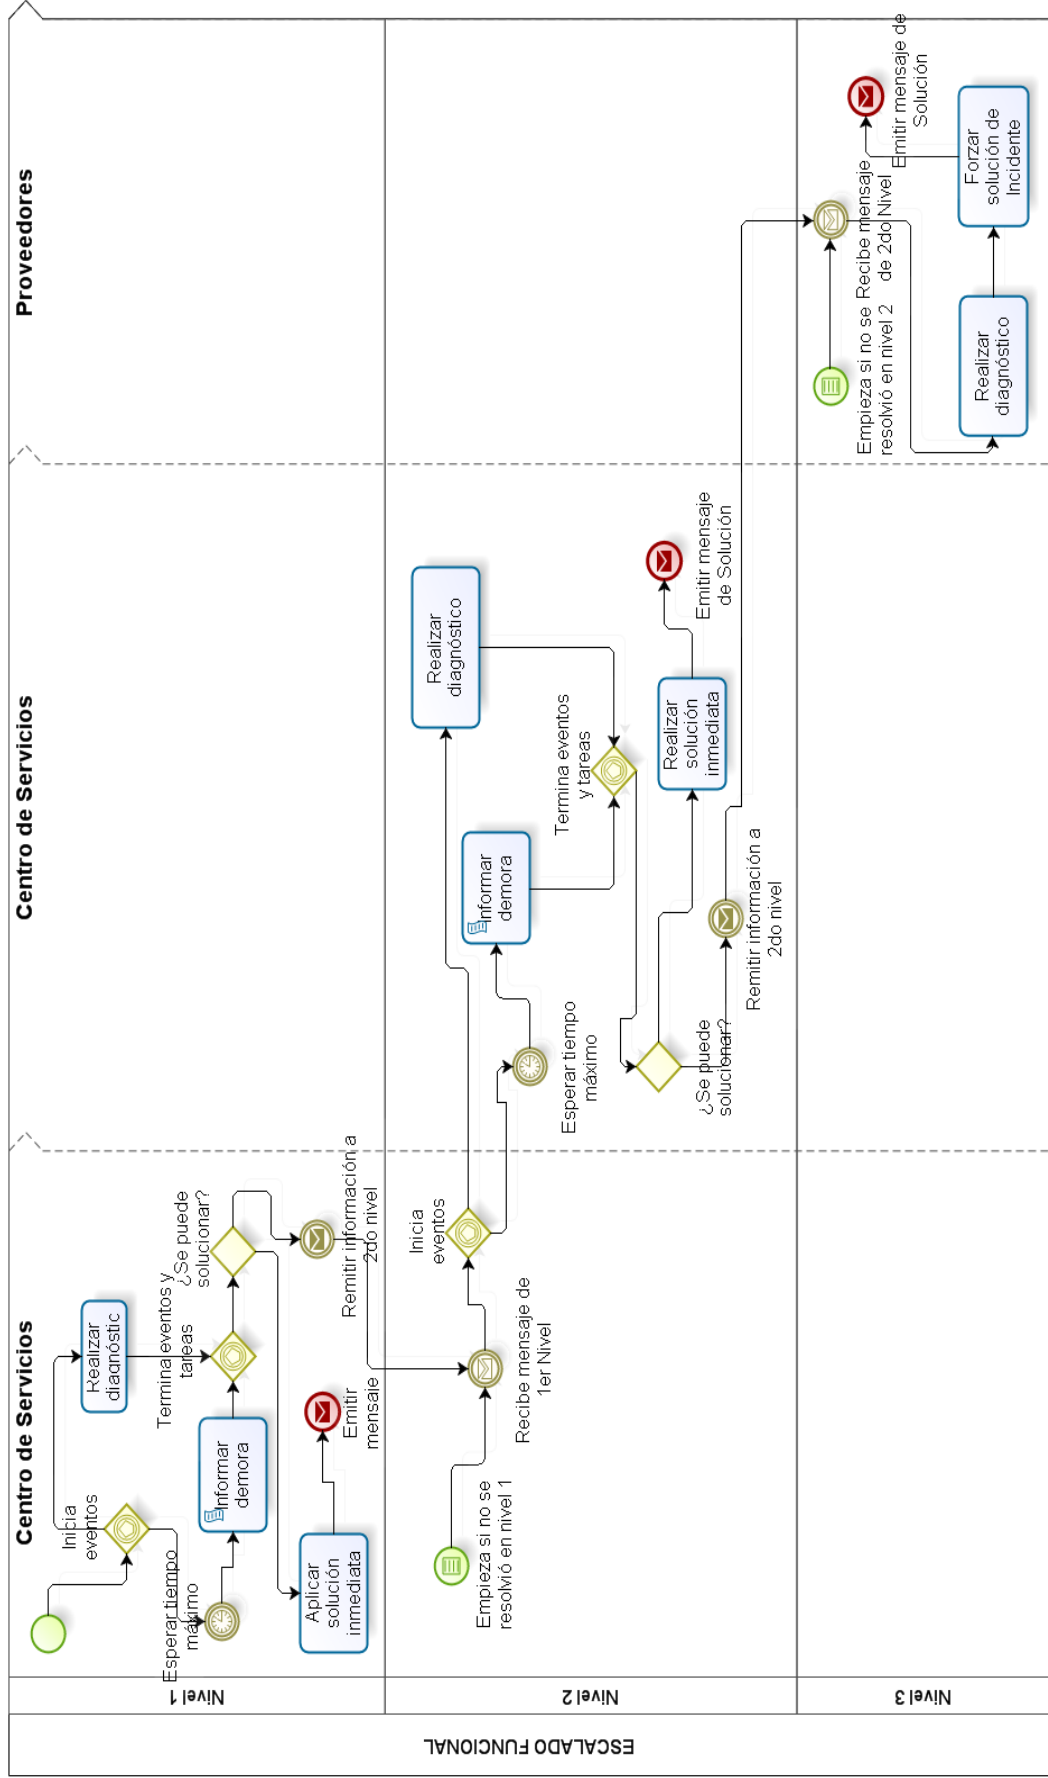 ESCALADO FUNCIONAL
Nivel 1
Nivel 2
Nivel 3
Centro de Servicios
Centro de Servicios
Proveedores
Inicia
eventos
Realizar
diagnóstic
Esperar tiempo
máximo
Informar
demora
Termina eventos y
tareas
¿Se puede
solucionar?
Aplicar
solución
inmediata
Emitir
mensaje
Remitir información a
2do nivel
Empieza si no se
resolvió en nivel 1
Recibe mensaje de
1er Nivel
Inicia
eventos
Realizar
diagnóstico
Esperar tiempo
máximo
Informar
demora
Termina eventos
y tareas
¿Se puede
solucionar?
Realizar
solución
inmediata
Emitir mensaje
de Solución
Remitir información a
2do nivel
Empieza si no se
resolvió en nivel 2
Recibe mensaje
de 2do Nivel
Realizar
diagnóstico
Forzar
solución de
Incidente
Emitir mensaje de
Solución